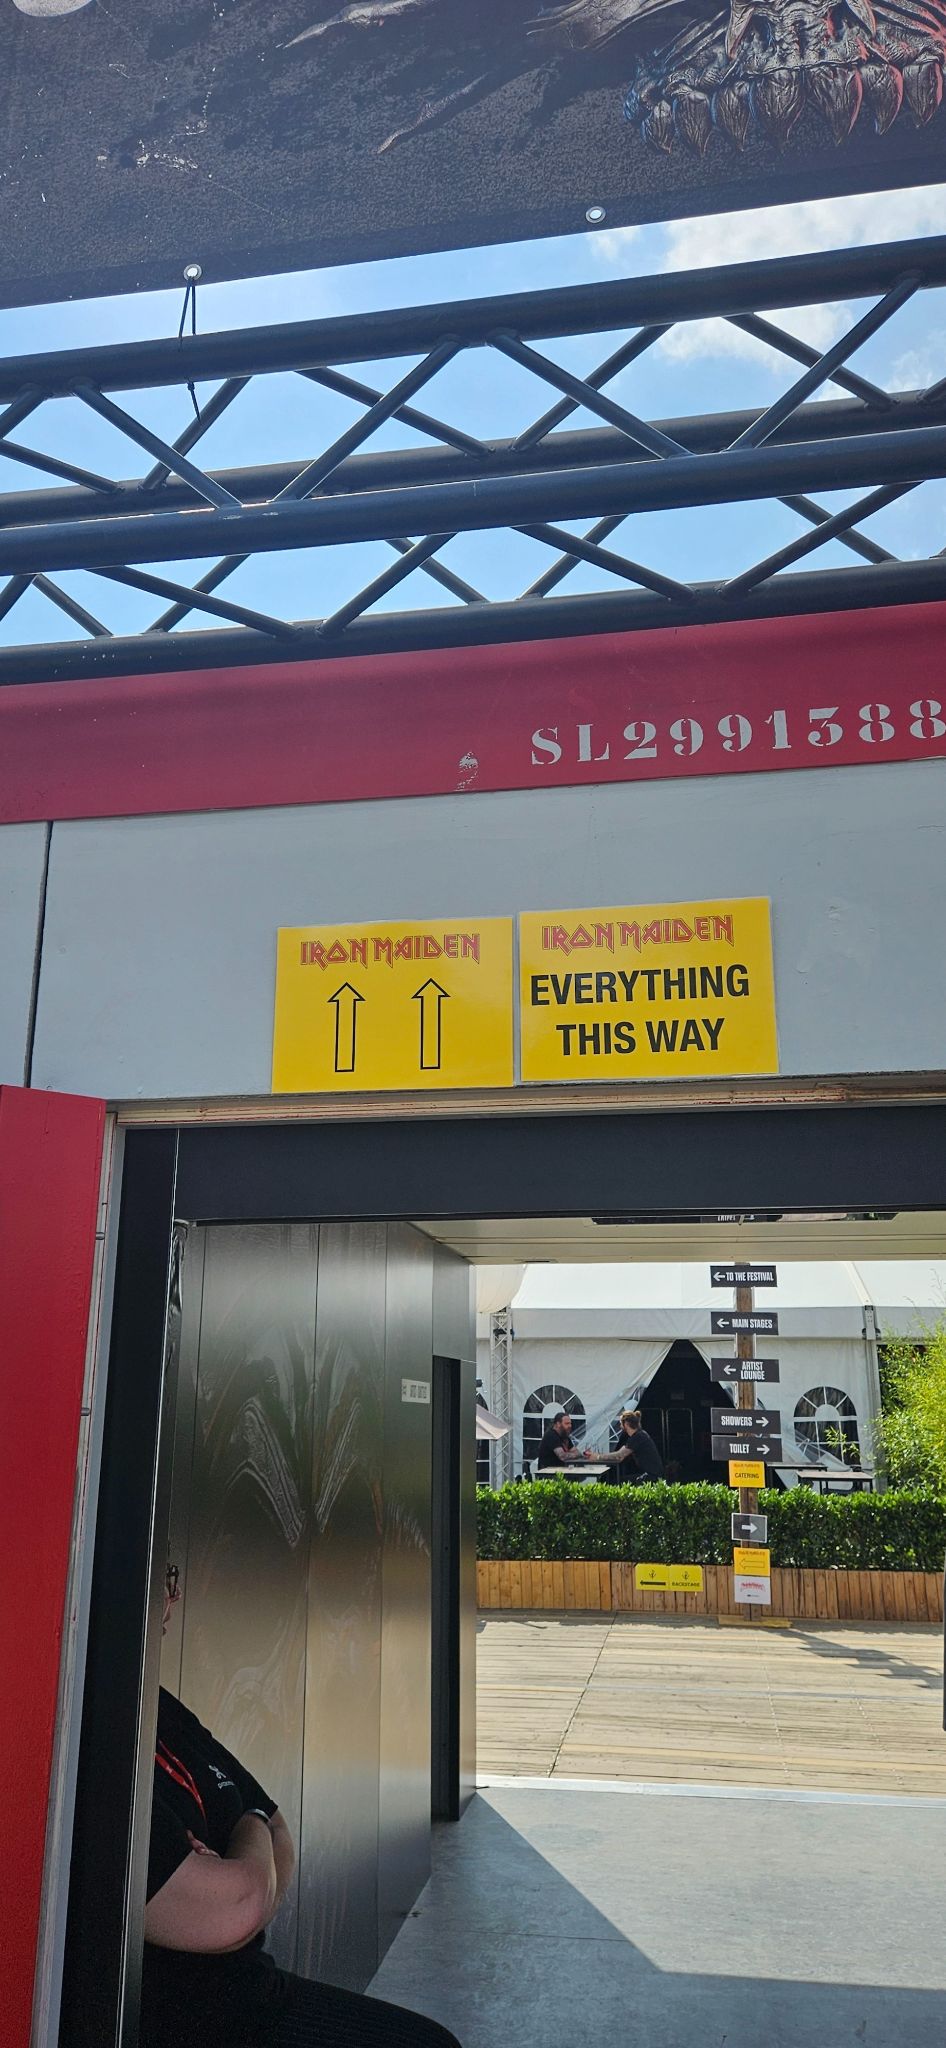 SL2991388
IRON MAIDEN
IRON MAIDEN
EVERYTHING
THIS WAY
←TO THE FESTIVAL
← MAIN STAGES
← ARTIST
LOUNGE
SHOWERS →
TOILET →
CATERING
BACKSTAGE